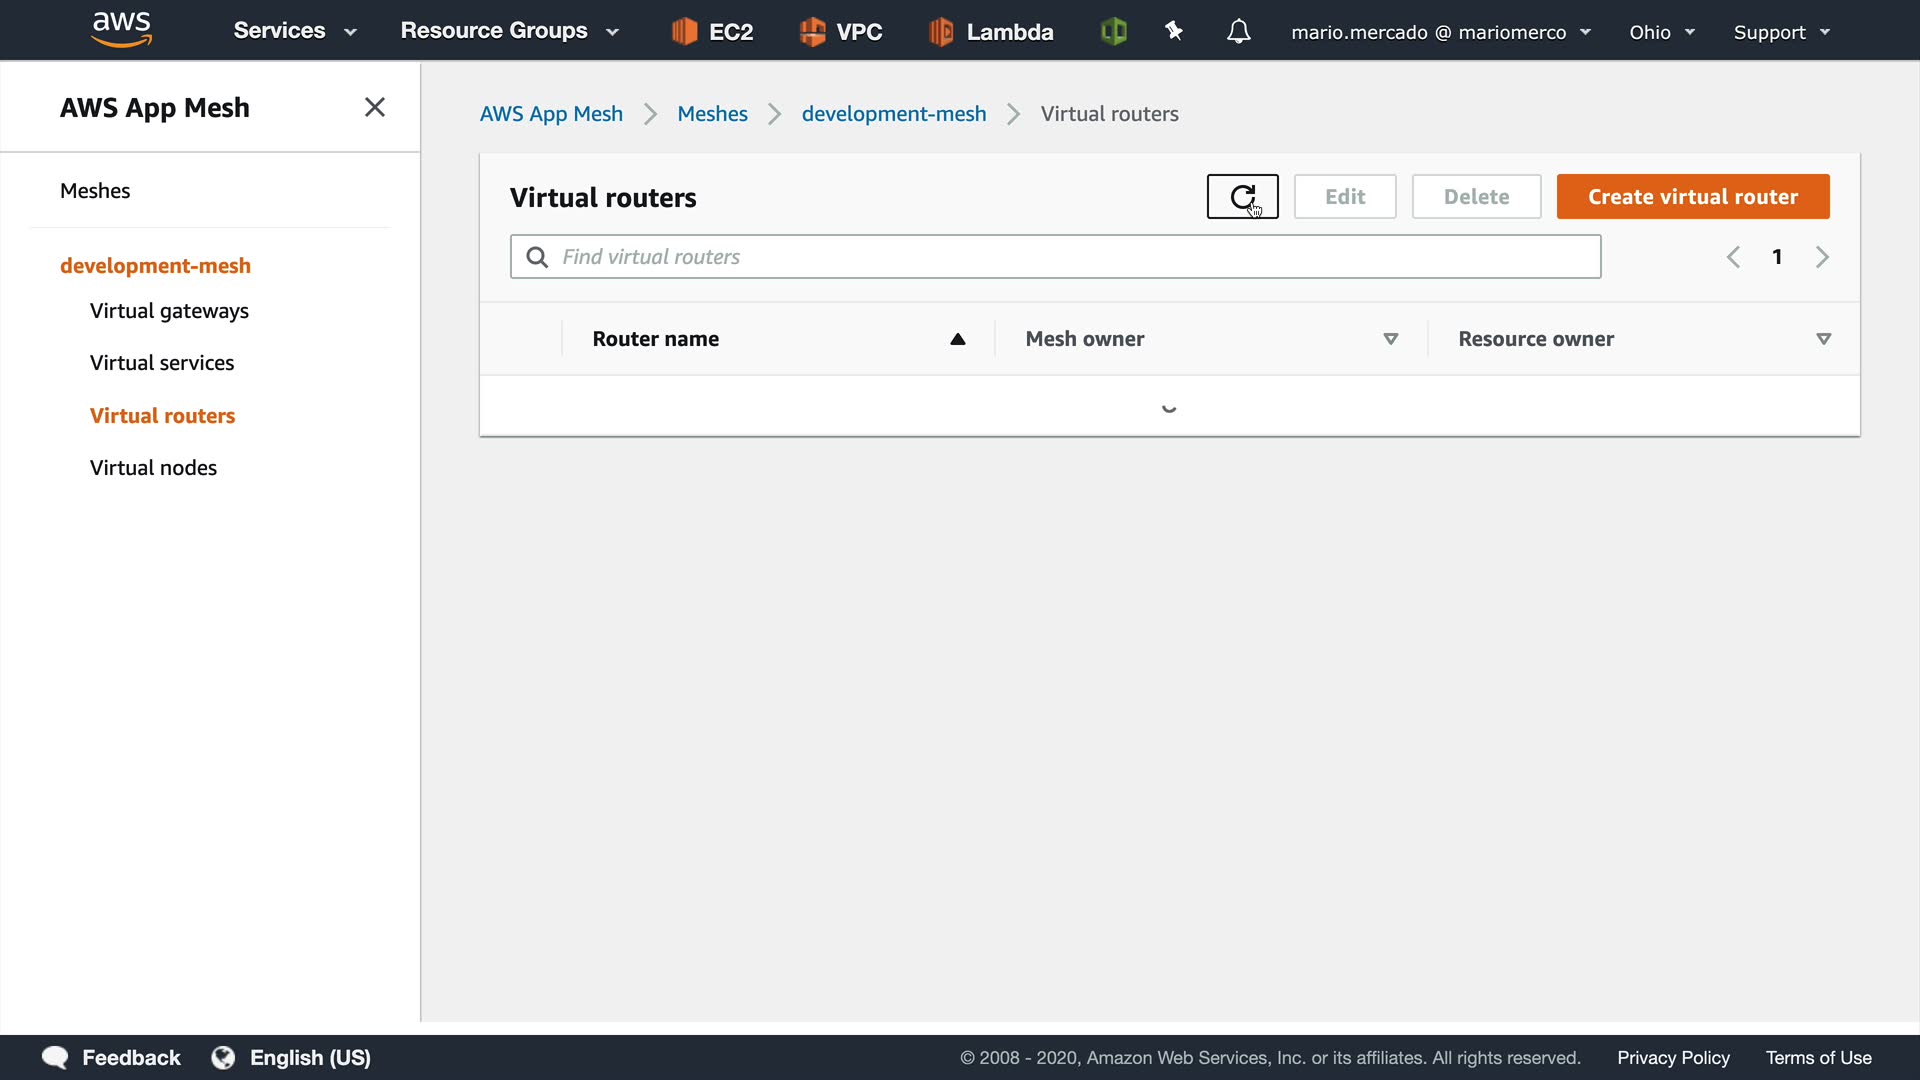 aws Services Resource Groups EC2 VPC Lambda mario.mercado @ mariomerco Ohio Support
AWS App Mesh
Meshes
development-mesh
Virtual gateways
Virtual services
Virtual routers
Virtual nodes
AWS App Mesh Meshes development-mesh Virtual routers
Virtual routers Edit Delete Create virtual router
Find virtual routers 1
Router name Mesh owner Resource owner
Feedback English (US) © 2008 - 2020, Amazon Web Services, Inc. or its affiliates. All rights reserved. Privacy Policy Terms of Use